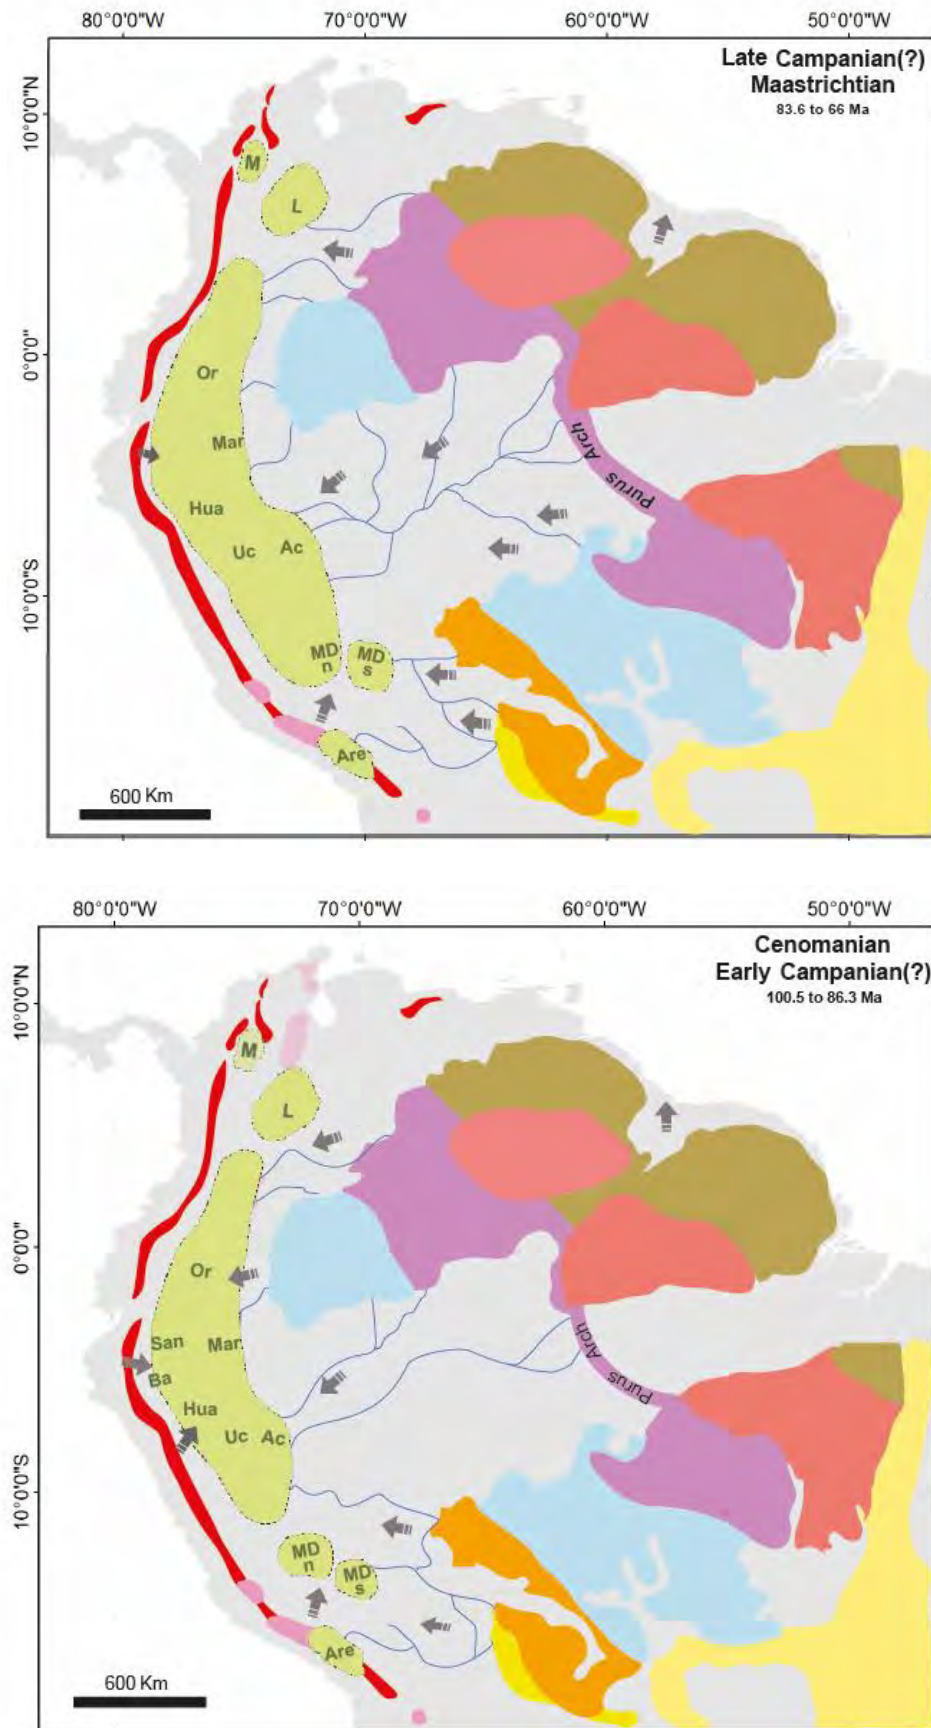 80°0'0"W 70°0'0"W 60°0'0"W 50°0'0"W
Late Campanian(?)
Maastrichtian
83.6 to 66 Ma
10°0'0"N
M
L
0°0'0"
Or
Mar
Arch
Purus
Hua
Uc Ac
10°0'0"S
MD
n
MD
s
Are
600 Km
80°0'0"W 70°0'0"W 60°0'0"W 50°0'0"W
Cenomanian
Early Campanian(?)
100.5 to 86.3 Ma
10°0'0"N
M
L
0°0'0"
Or
San Mar
Arch
Ba
Purus
Hua
Uc Ac
10°0'0"S
MD
n
MD
s
Are
600 Km